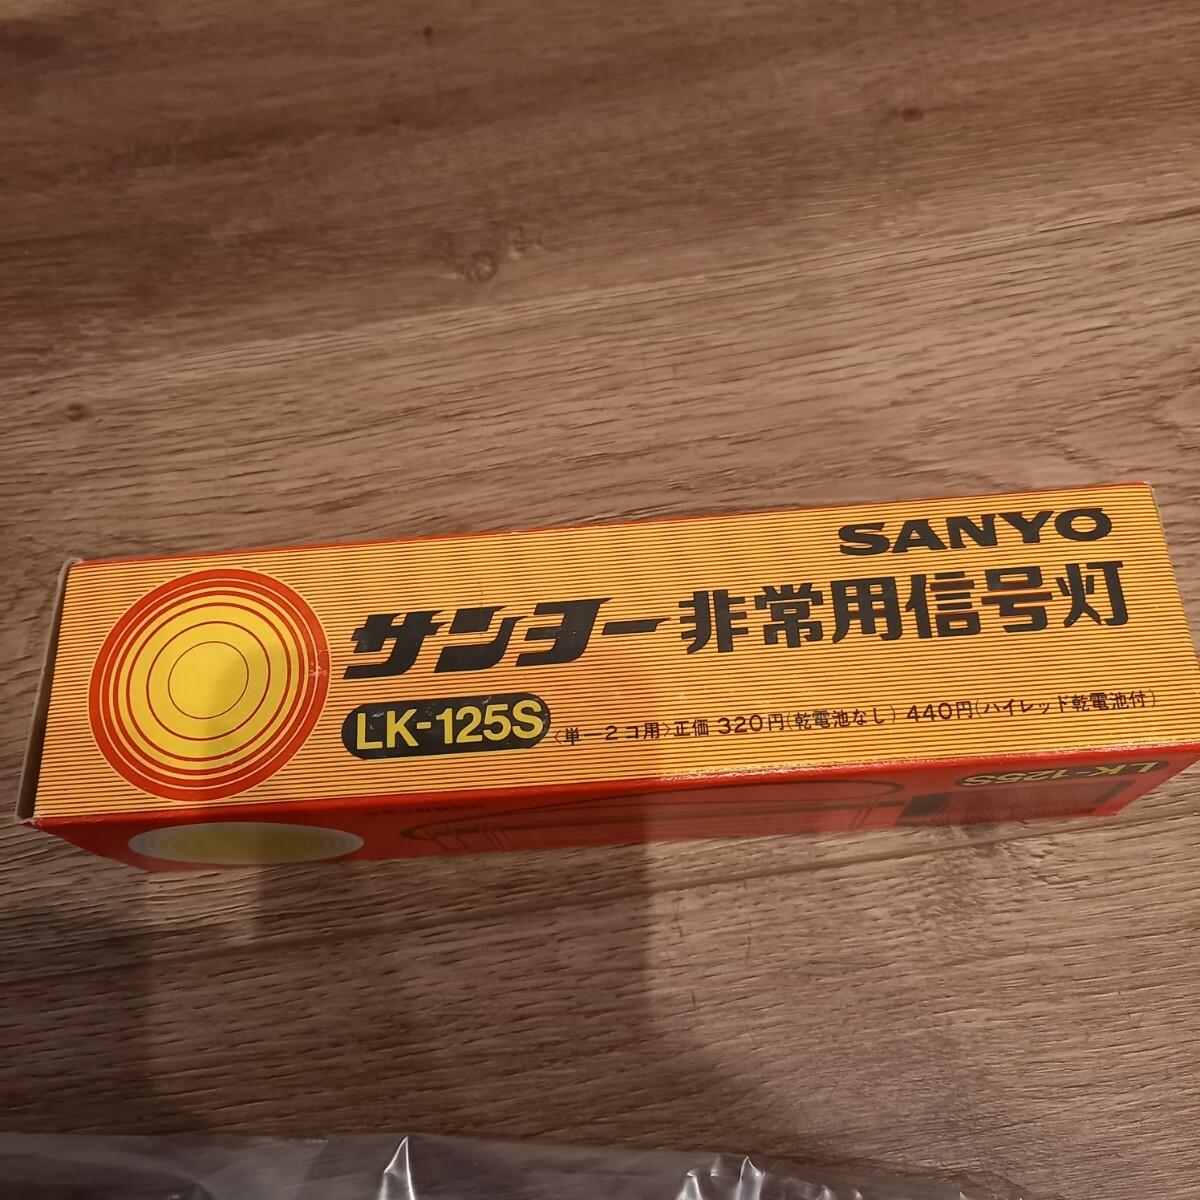 SANYO
サンヨー非常用信号灯
LK-125S 〈単一2コ用〉正価 320円(乾電池なし) 440円(ハイレッド乾電池付)
LK-125S